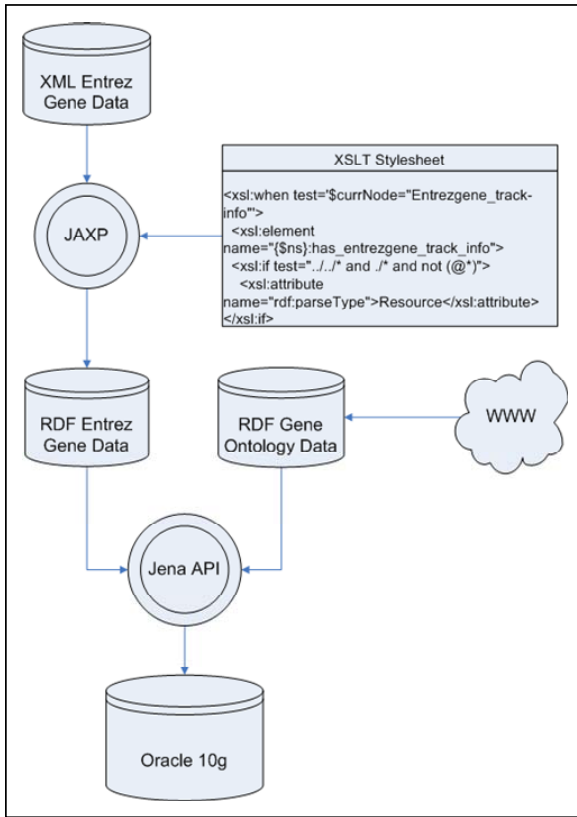 XML Entrez
Gene Data
XSLT Stylesheet
<xsl:when test='$currNode="Entrezgene_track-
info"'>
<xsl:element
name="{$ns}:has_entrezgene_track_info">
<xsl:if test="../../* and ./* and not (@*)">
<xsl:attribute
name="rdf:parseType">Resource</xsl:attribute>
</xsl:if>
JAXP
RDF Entrez
Gene Data
RDF Gene
Ontology Data
WWW
Jena API
Oracle 10g